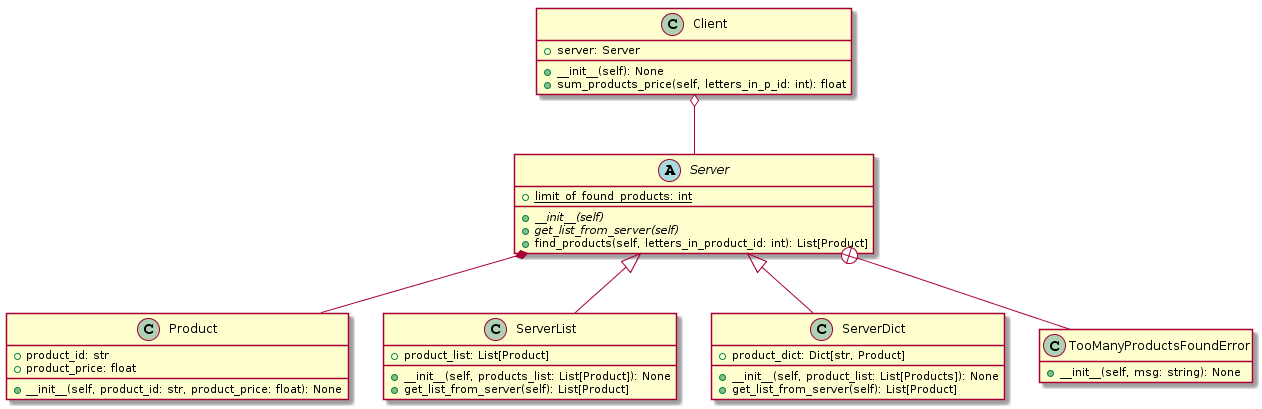 C Client
server: Server
__init__(self): None
sum_products_price(self, letters_in_p_id: int): float
A Server
limit_of_found_products: int
__init__(self)
get_list_from_server(self)
find_products(self, letters_in_product_id: int): List[Product]
C Product
product_id: str
product_price: float
__init__(self, product_id: str, product_price: float): None
C ServerList
product_list: List[Product]
__init__(self, products_list: List[Product]): None
get_list_from_server(self): List[Product]
C ServerDict
product_dict: Dict[str, Product]
__init__(self, product_list: List[Products]): None
get_list_from_server(self): List[Product]
C TooManyProductsFoundError
__init__(self, msg: string): None